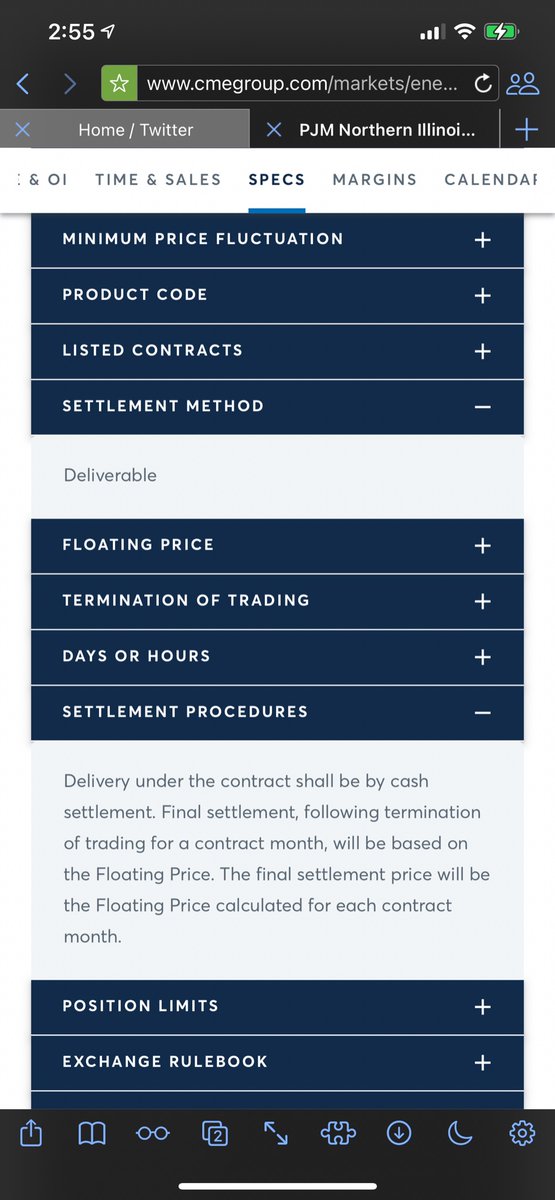 2:55
www.cmegroup.com/markets/ene...
Home / Twitter
PJM Northern Illinoi...
& OI TIME & SALES SPECS MARGINS CALENDAR
MINIMUM PRICE FLUCTUATION
PRODUCT CODE
LISTED CONTRACTS
SETTLEMENT METHOD
Deliverable
FLOATING PRICE
TERMINATION OF TRADING
DAYS OR HOURS
SETTLEMENT PROCEDURES
Delivery under the contract shall be by cash
settlement. Final settlement, following termination
of trading for a contract month, will be based on
the Floating Price. The final settlement price will be
the Floating Price calculated for each contract
month.
POSITION LIMITS
EXCHANGE RULEBOOK
2